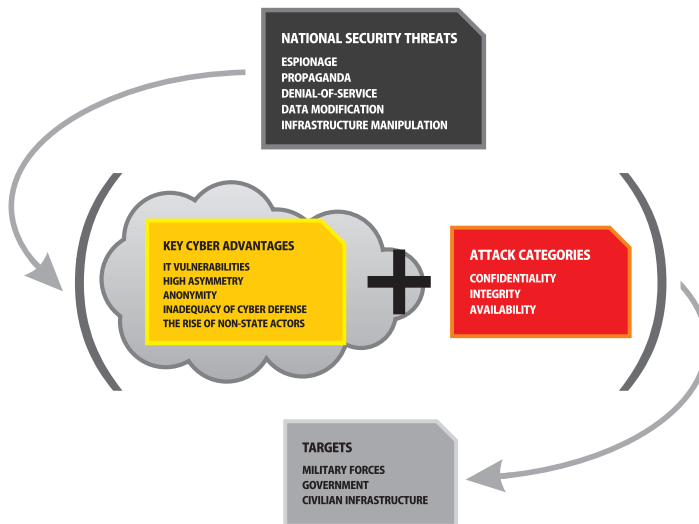 NATIONAL SECURITY THREATS
ESPIONAGE
PROPAGANDA
DENIAL-OF-SERVICE
DATA MODIFICATION
INFRASTRUCTURE MANIPULATION
KEY CYBER ADVANTAGES
IT VULNERABILITIES
HIGH ASYMMETRY
ANONYMITY
INADEQUACY OF CYBER DEFENSE
THE RISE OF NON-STATE ACTORS
ATTACK CATEGORIES
CONFIDENTIALITY
INTEGRITY
AVAILABILITY
TARGETS
MILITARY FORCES
GOVERNMENT
CIVILIAN INFRASTRUCTURE